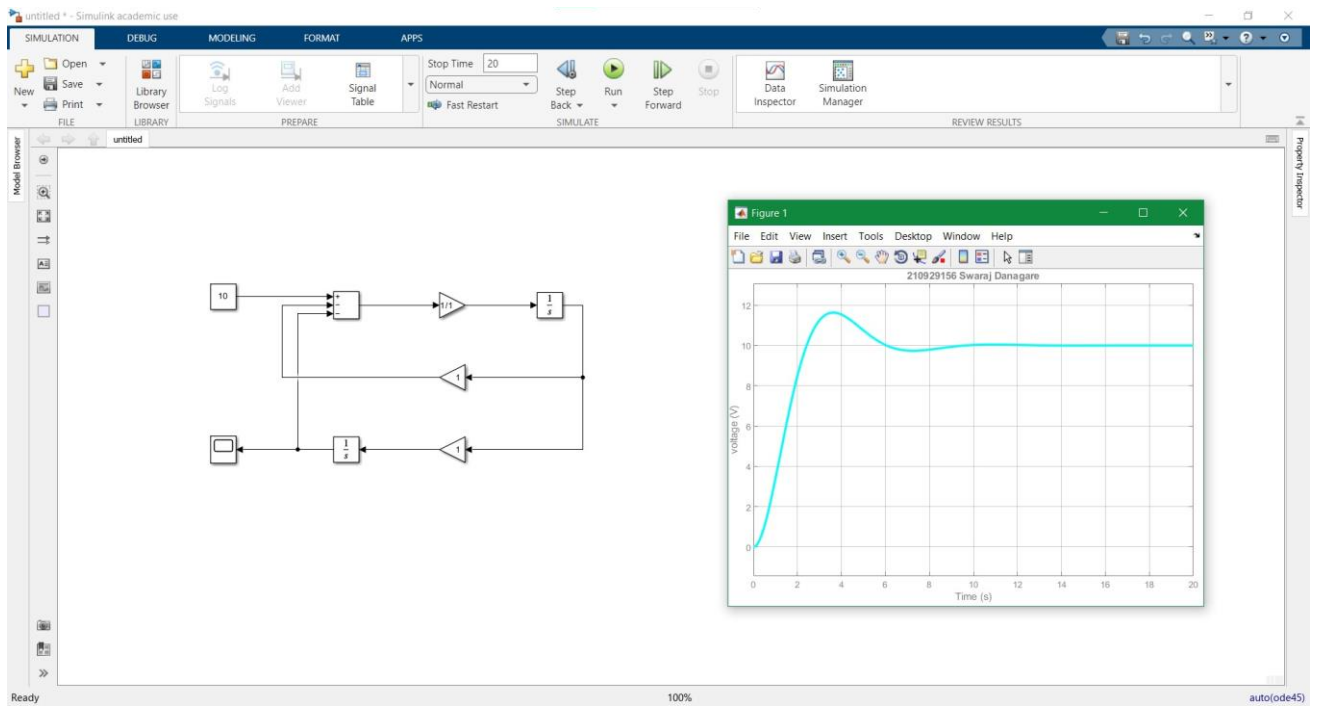 untitled * - Simulink academic use
SIMULATION DEBUG MODELING FORMAT APPS
New
Open
Save
Print
FILE
Library
Browser
LIBRARY
Log
Signals
Add
Viewer
Signal
Table
PREPARE
Stop Time 20
Normal
Fast Restart
Step
Back
Run
Step
Forward
Stop
SIMULATE
Data
Inspector
Simulation
Manager
REVIEW RESULTS
Model Browser
untitled
Property Inspector
10
+
−
−
1/1
1
s
1
1
s
1
Figure 1
File Edit View Insert Tools Desktop Window Help
210929156 Swaraj Danagare
12
10
8
6
4
2
0
voltage (V)
0 2 4 6 8 10 12 14 16 18 20
Time (s)
Ready 100% auto(ode45)